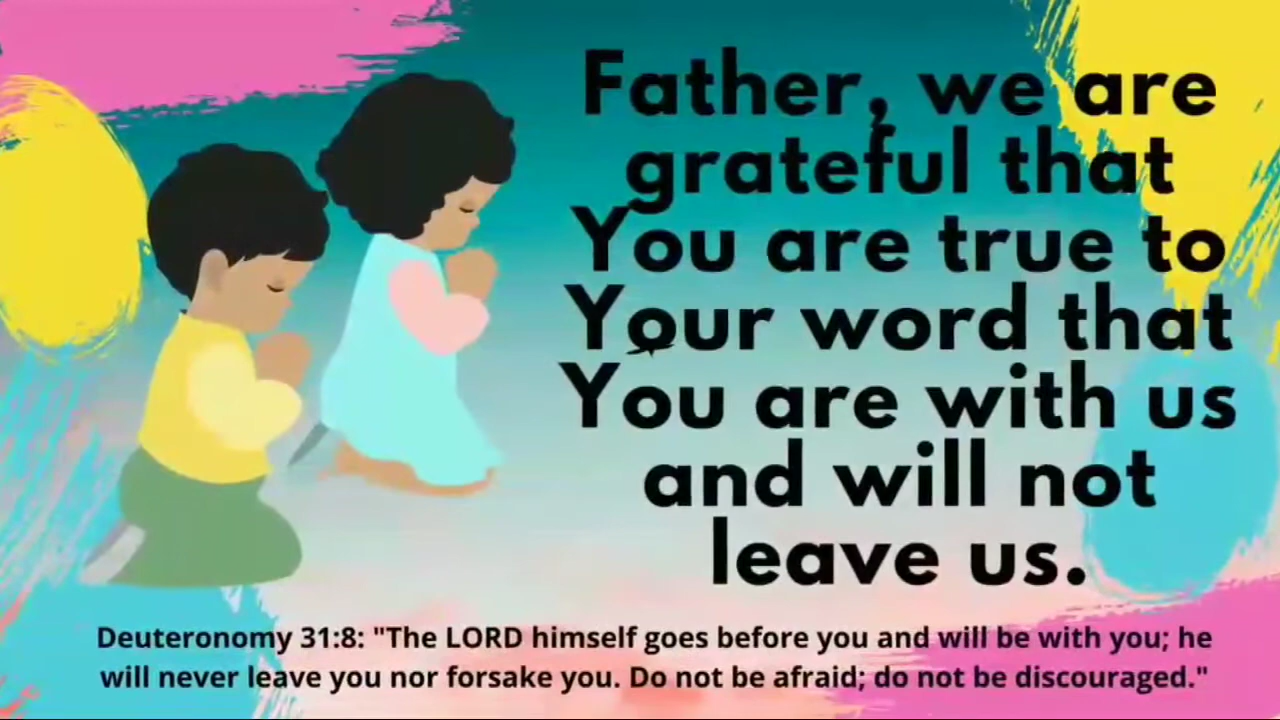 Father, we are
grateful that
You are true to
Your word that
You are with us
and will not
leave us.
Deuteronomy 31:8: "The LORD himself goes before you and will be with you; he
will never leave you nor forsake you. Do not be afraid; do not be discouraged."